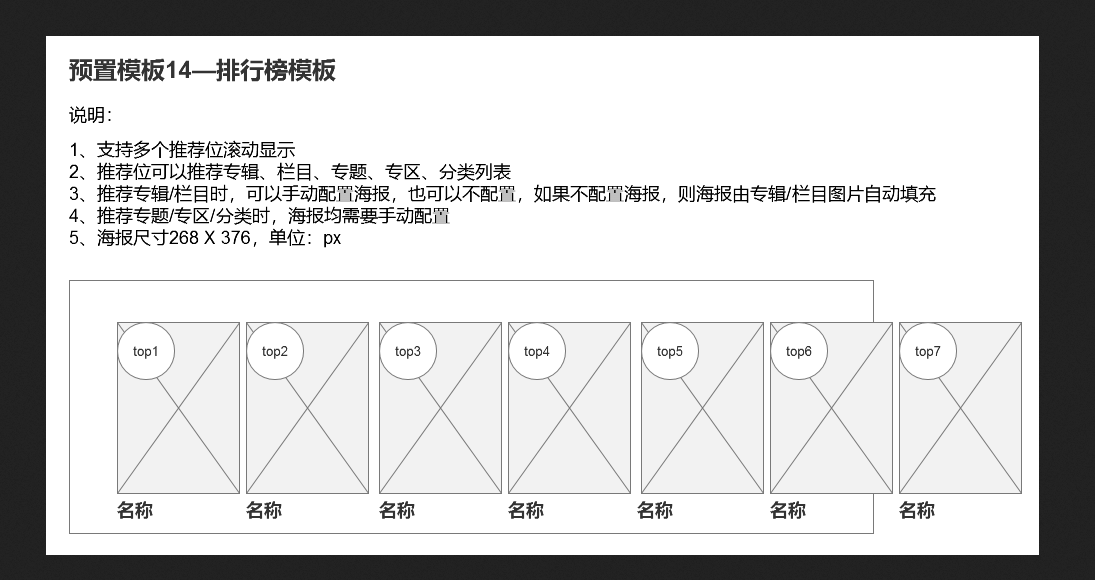 预置模板14—排行榜模板
说明：
1、支持多个推荐位滚动显示
2、推荐位可以推荐专辑、栏目、专题、专区、分类列表
3、推荐专辑/栏目时，可以手动配置海报，也可以不配置，如果不配置海报，则海报由专辑/栏目图片自动填充
4、推荐专题/专区/分类时，海报均需要手动配置
5、海报尺寸268 X 376，单位：px
top1 top2 top3 top4 top5 top6 top7
名称 名称 名称 名称 名称 名称 名称